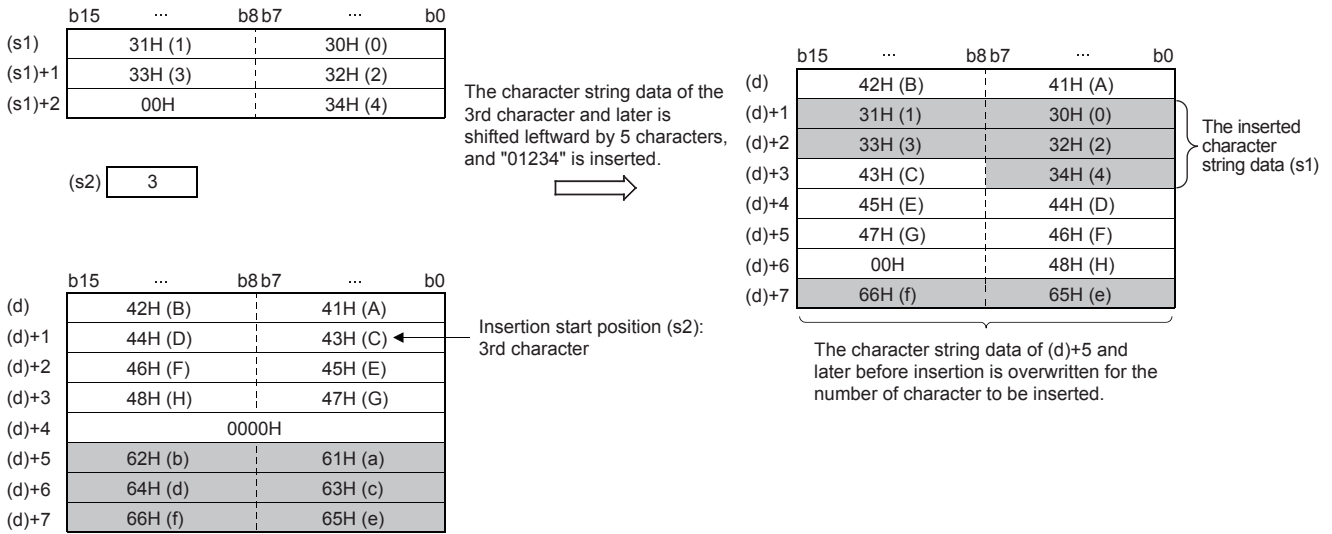 b15 ... b8 b7 ... b0
(s1) 31H (1) 30H (0)
(s1)+1 33H (3) 32H (2)
(s1)+2 00H 34H (4)
(s2) 3
b15 ... b8 b7 ... b0
(d) 42H (B) 41H (A)
(d)+1 44H (D) 43H (C)
(d)+2 46H (F) 45H (E)
(d)+3 48H (H) 47H (G)
(d)+4 0000H
(d)+5 62H (b) 61H (a)
(d)+6 64H (d) 63H (c)
(d)+7 66H (f) 65H (e)
Insertion start position (s2):
3rd character
The character string data of the
3rd character and later is
shifted leftward by 5 characters,
and "01234" is inserted.
b15 ... b8 b7 ... b0
(d) 42H (B) 41H (A)
(d)+1 31H (1) 30H (0)
(d)+2 33H (3) 32H (2)
(d)+3 43H (C) 34H (4)
(d)+4 45H (E) 44H (D)
(d)+5 47H (G) 46H (F)
(d)+6 00H 48H (H)
(d)+7 66H (f) 65H (e)
The inserted
character
string data (s1)
The character string data of (d)+5 and
later before insertion is overwritten for the
number of character to be inserted.